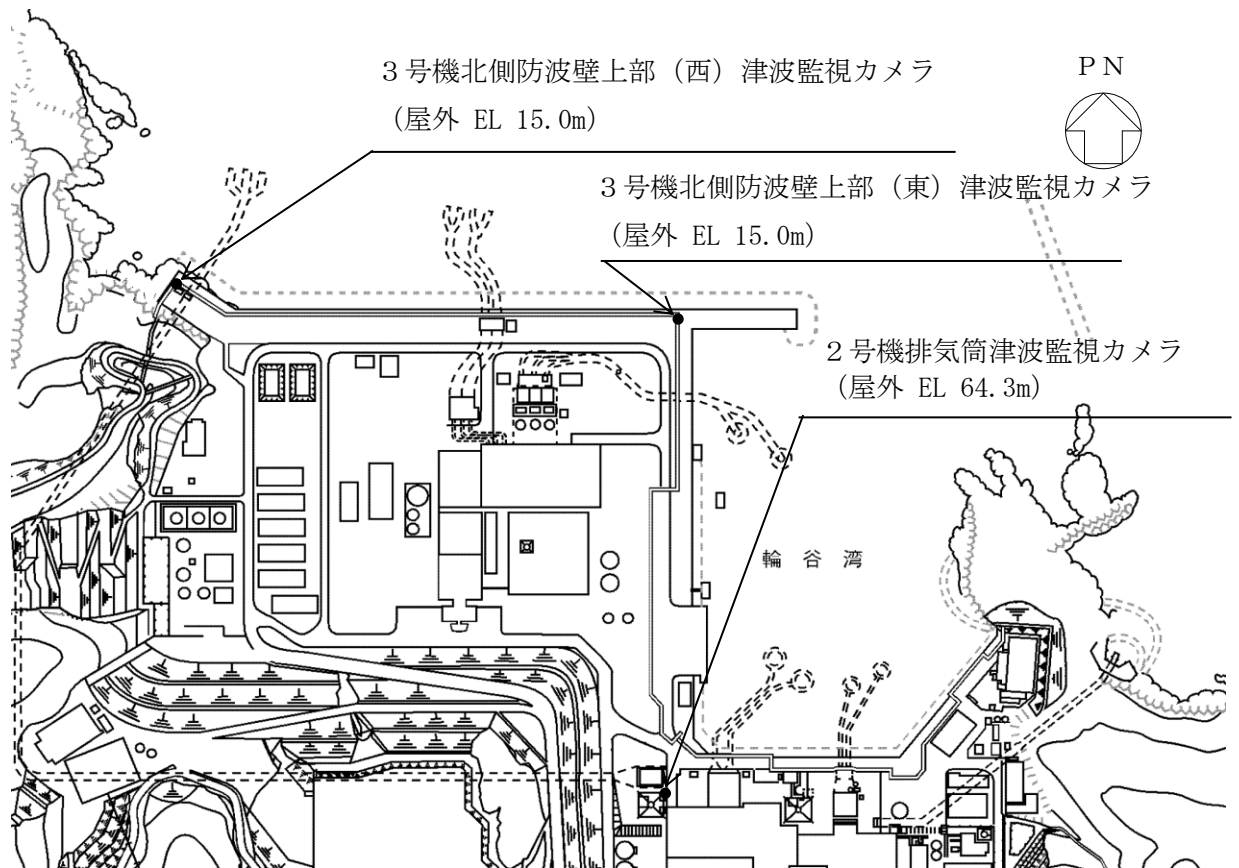 3号機北側防波壁上部（西）津波監視カメラ
(屋外 EL 15.0m)
PN
3号機北側防波壁上部（東）津波監視カメラ
(屋外 EL 15.0m)
2号機排気筒津波監視カメラ
(屋外 EL 64.3m)
輪谷湾